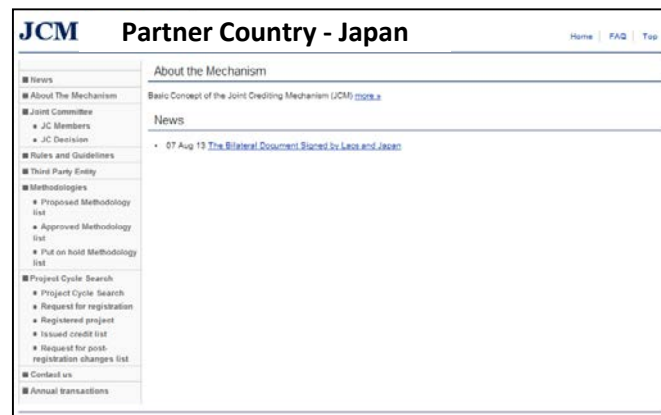 JCM Partner Country - Japan
Home | FAQ | Top
News
About The Mechanism
Joint Committee
JC Members
JC Decision
Rules and Guidelines
Third Party Entity
Methodologies
Proposed Methodology
list
Approved Methodology
list
Put on hold Methodology
list
Project Cycle Search
Project Cycle Search
Request for registration
Registered project
Issued credit list
Request for post-
registration changes list
Contact us
Annual transactions
About the Mechanism
Basic Concept of the Joint Crediting Mechanism (JCM) more »
News
07 Aug 13 The Bilateral Document Signed by Laos and Japan